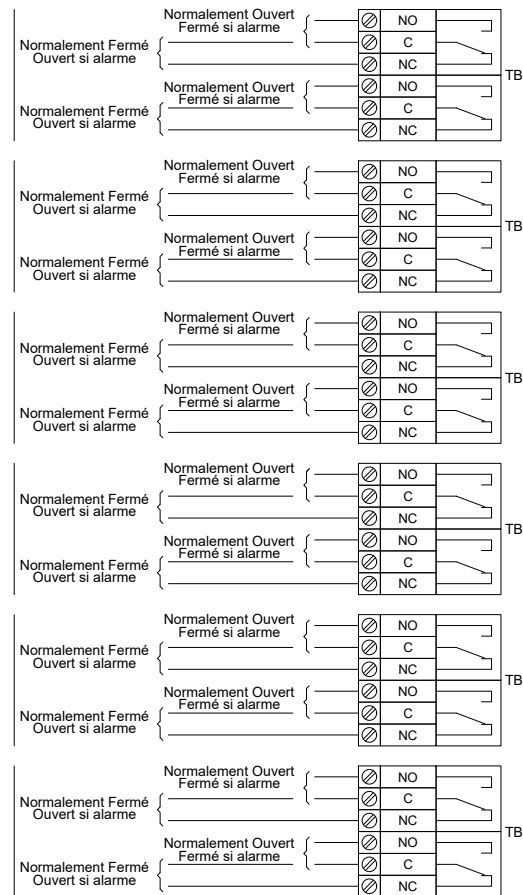 Normalement Ouvert
Fermé si alarme
NO
Normalement Fermé
Ouvert si alarme
C
NC
TB
Normalement Ouvert
Fermé si alarme
NO
Normalement Fermé
Ouvert si alarme
C
NC
Normalement Ouvert
Fermé si alarme
NO
Normalement Fermé
Ouvert si alarme
C
NC
TB
Normalement Ouvert
Fermé si alarme
NO
Normalement Fermé
Ouvert si alarme
C
NC
Normalement Ouvert
Fermé si alarme
NO
Normalement Fermé
Ouvert si alarme
C
NC
TB
Normalement Ouvert
Fermé si alarme
NO
Normalement Fermé
Ouvert si alarme
C
NC
Normalement Ouvert
Fermé si alarme
NO
Normalement Fermé
Ouvert si alarme
C
NC
TB
Normalement Ouvert
Fermé si alarme
NO
Normalement Fermé
Ouvert si alarme
C
NC
Normalement Ouvert
Fermé si alarme
NO
Normalement Fermé
Ouvert si alarme
C
NC
TB
Normalement Ouvert
Fermé si alarme
NO
Normalement Fermé
Ouvert si alarme
C
NC
Normalement Ouvert
Fermé si alarme
NO
Normalement Fermé
Ouvert si alarme
C
NC
TB
Normalement Ouvert
Fermé si alarme
NO
Normalement Fermé
Ouvert si alarme
C
NC